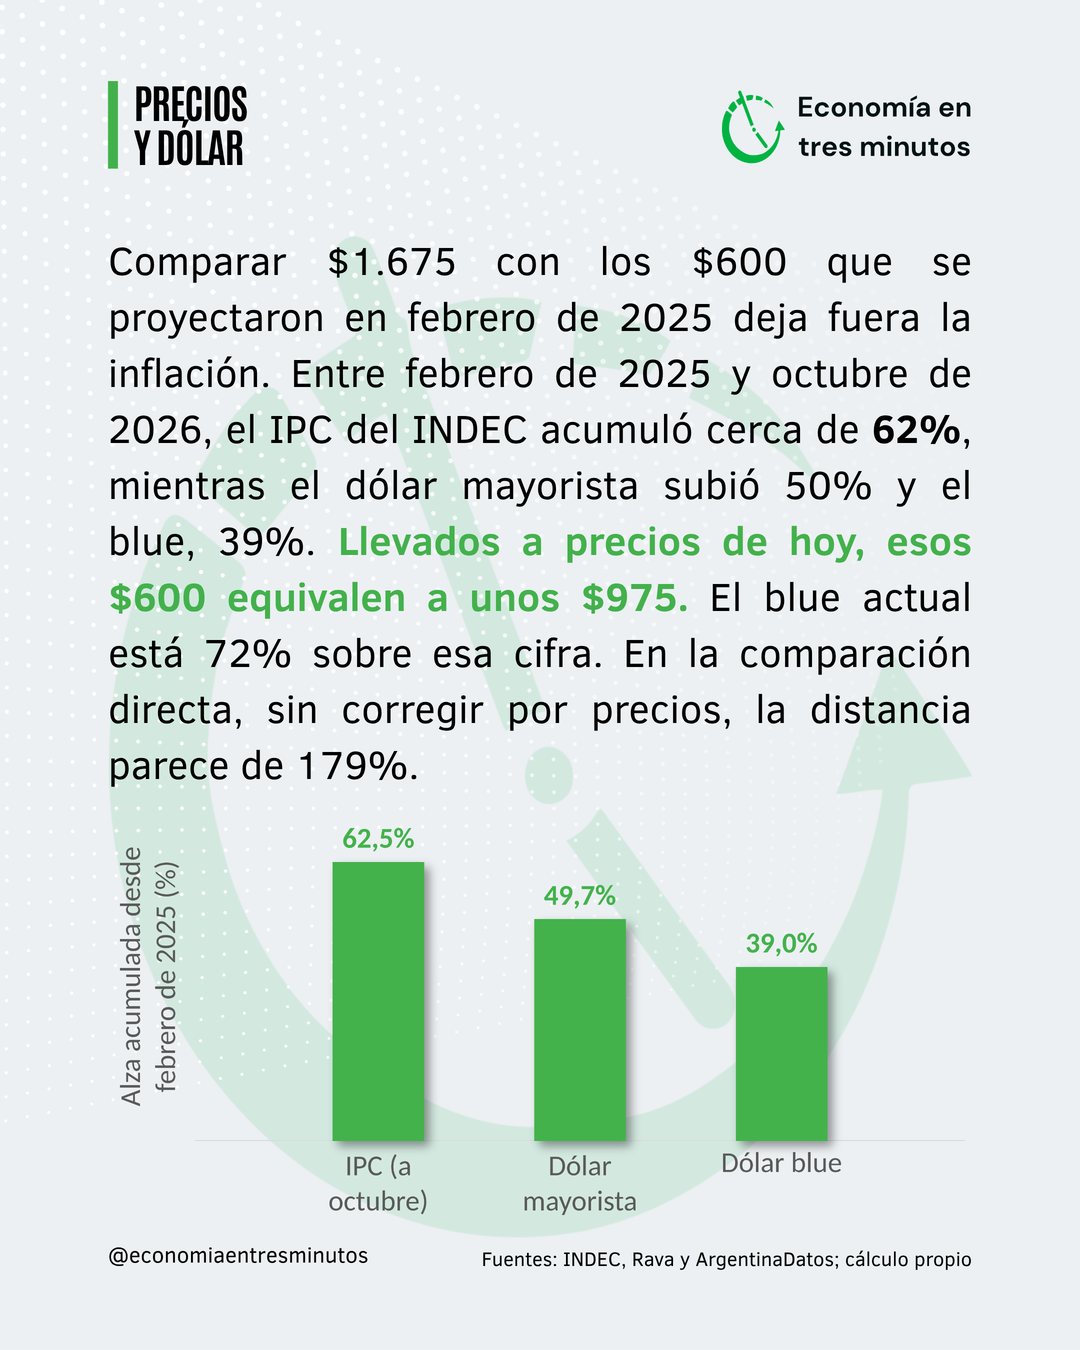 PRECIOS
Y DÓLAR
Economía en
tres minutos
Comparar $1.675 con los $600 que se
proyectaron en febrero de 2025 deja fuera la
inflación. Entre febrero de 2025 y octubre de
2026, el IPC del INDEC acumuló cerca de 62%,
mientras el dólar mayorista subió 50% y el
blue, 39%. Llevados a precios de hoy, esos
$600 equivalen a unos $975. El blue actual
está 72% sobre esa cifra. En la comparación
directa, sin corregir por precios, la distancia
parece de 179%.
Alza acumulada desde
febrero de 2025 (%)
62,5%
49,7%
39,0%
IPC (a
octubre)
Dólar
mayorista
Dólar blue
@economiaentresminutos
Fuentes: INDEC, Rava y ArgentinaDatos; cálculo propio